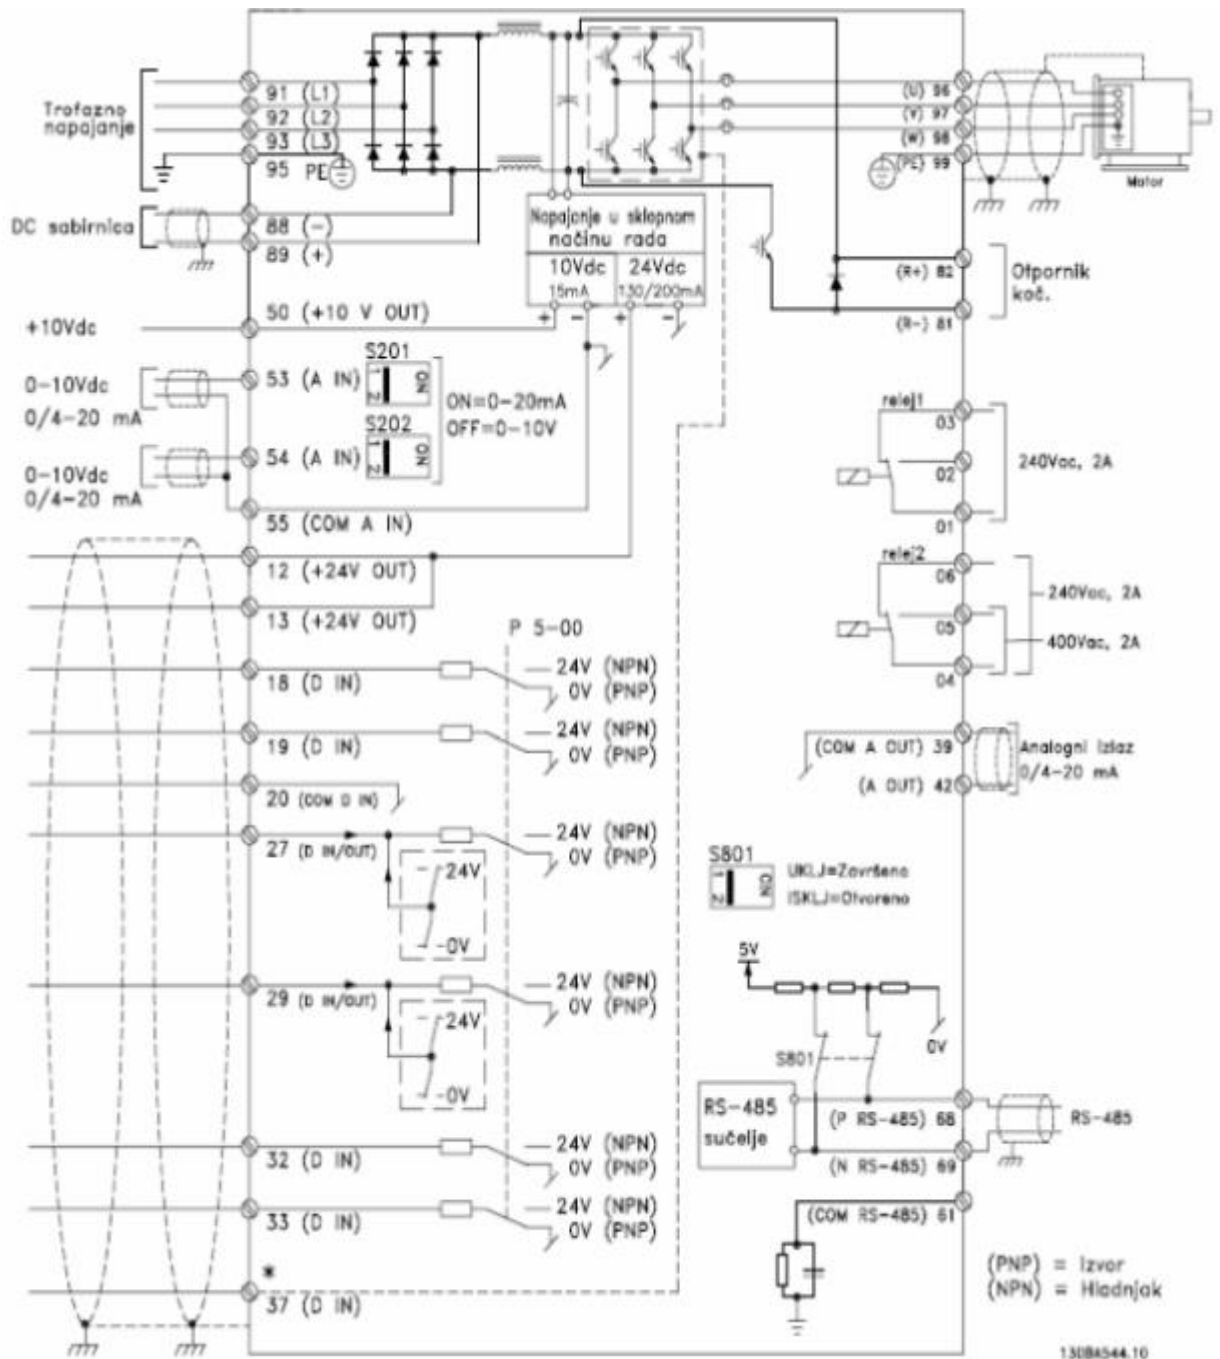 Trofazno
napajanje
91 (L1)
92 (L2)
93 (L3)
95 PE
DC sabirnica
88 (-)
89 (+)
+10Vdc
50 (+10 V OUT)
0-10Vdc
0/4-20 mA
53 (A IN)
S201
1 2
ON
ON=0-20mA
OFF=0-10V
0-10Vdc
0/4-20 mA
54 (A IN)
S202
1 2
ON
55 (COM A IN)
12 (+24V OUT)
13 (+24V OUT)
P 5-00
18 (D IN)
24V (NPN)
0V (PNP)
19 (D IN)
24V (NPN)
0V (PNP)
20 (COM D IN)
27 (D IN/OUT)
24V (NPN)
0V (PNP)
24V
0V
29 (D IN/OUT)
24V (NPN)
0V (PNP)
24V
0V
32 (D IN)
24V (NPN)
0V (PNP)
33 (D IN)
24V (NPN)
0V (PNP)
*
37 (D IN)
Napajanje u sklopnom
načinu rada
10Vdc
15mA
24Vdc
130/200mA
+ - + -
(U) 96
(V) 97
(W) 98
(PE) 99
Motor
(R+) 82
(R-) 81
Otpornik
koč.
relej1
03
02
01
240Vac, 2A
relej2
06
05
04
240Vac, 2A
400Vac, 2A
(COM A OUT) 39
(A OUT) 42
Analogni izlaz
0/4-20 mA
S801
1 2
ON
UKLJ=Završeno
ISKLJ=Otvoreno
5V
0V
S801
RS-485
sučelje
(P RS-485) 68
(N RS-485) 69
(COM RS-485) 61
RS-485
(PNP) = Izvor
(NPN) = Hladnjak
130BA544.10